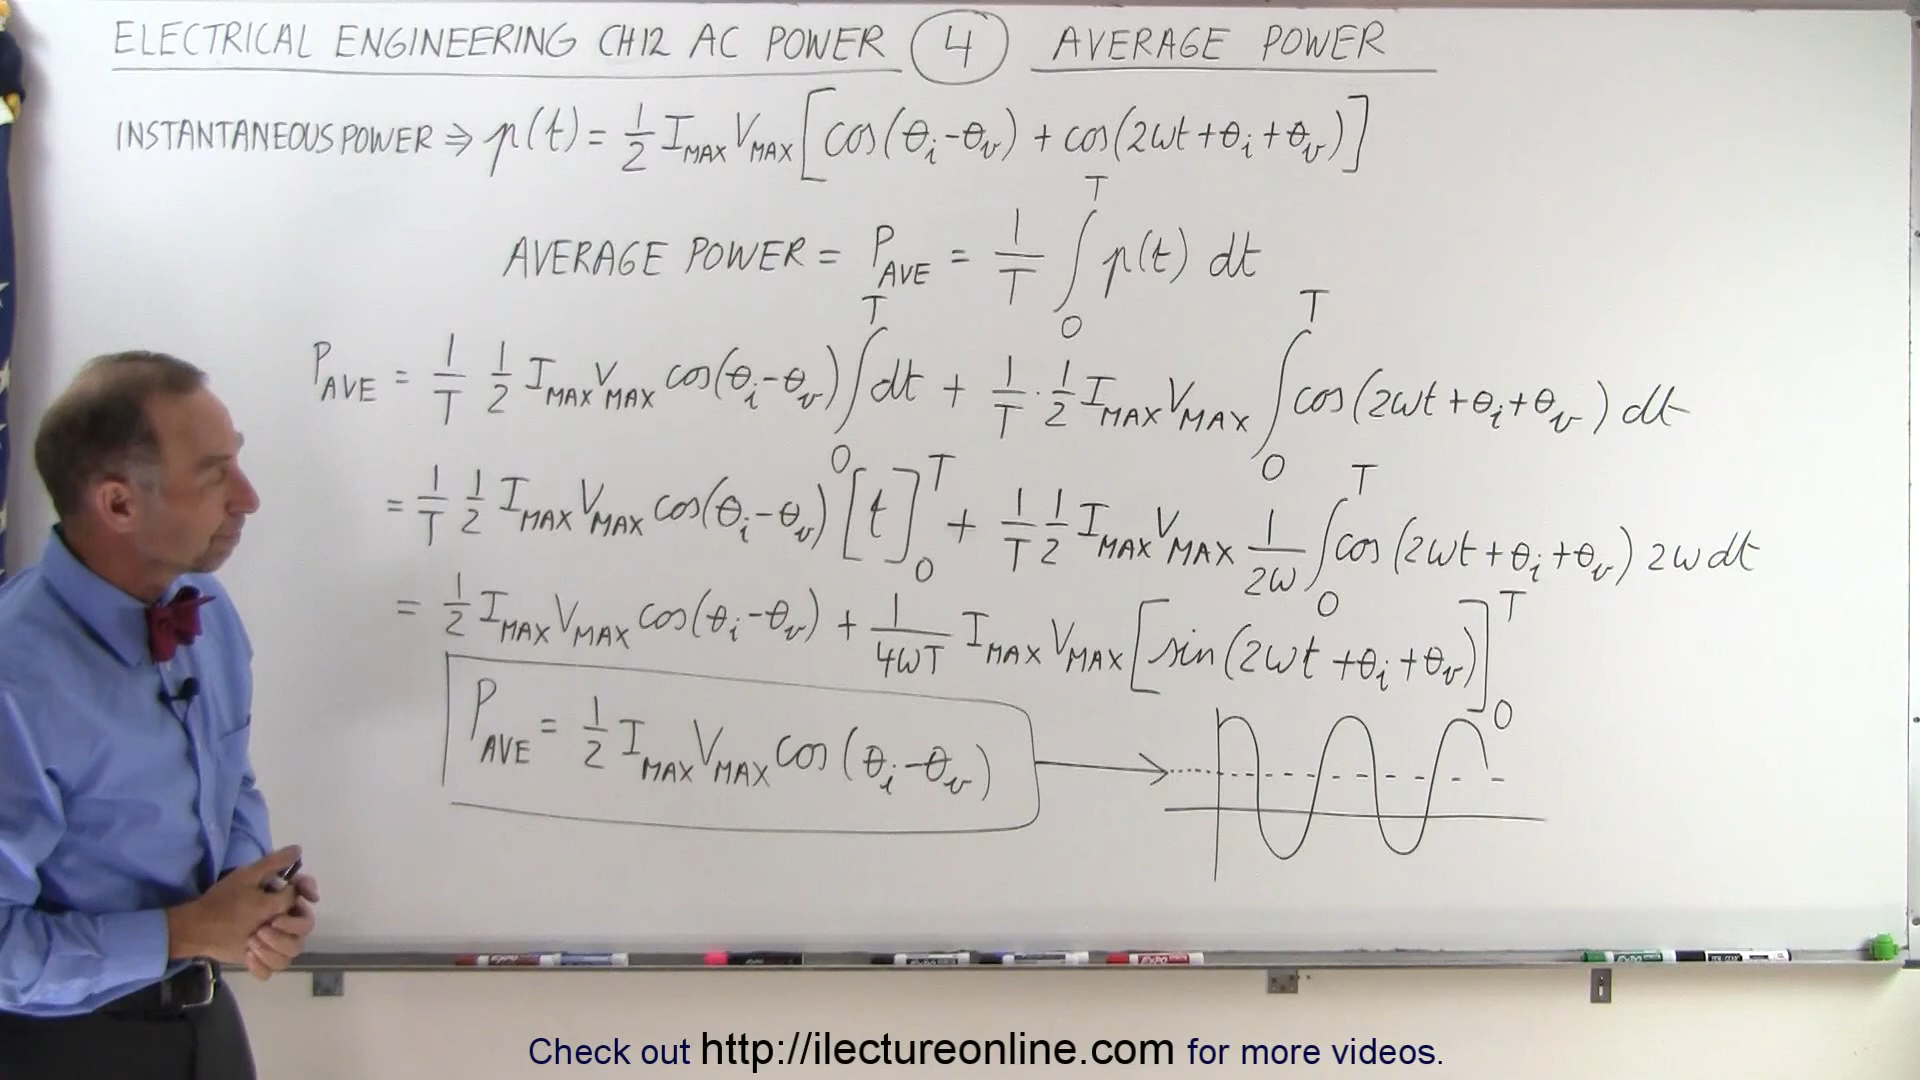 ELECTRICAL ENGINEERING CH12 AC POWER 4 AVERAGE POWER
INSTANTANEOUS POWER ⇒ p(t) = 1/2 I_MAX V_MAX [cos(θ_i - θ_v) + cos(2ωt + θ_i + θ_v)]
AVERAGE POWER = P_AVE = 1/T ∫_0^T p(t) dt
P_AVE = 1/T 1/2 I_MAX V_MAX cos(θ_i - θ_v) ∫_0^T dt + 1/T · 1/2 I_MAX V_MAX ∫_0^T cos(2ωt + θ_i + θ_v) dt
= 1/T 1/2 I_MAX V_MAX cos(θ_i - θ_v) [t]_0^T + 1/T 1/2 I_MAX V_MAX 1/2ω ∫_0^T cos(2ωt + θ_i + θ_v) 2ω dt
= 1/2 I_MAX V_MAX cos(θ_i - θ_v) + 1/4ωT I_MAX V_MAX [sin(2ωt + θ_i + θ_v)]_0^T
P_AVE = 1/2 I_MAX V_MAX cos(θ_i - θ_v)
Check out http://ilectureonline.com for more videos.